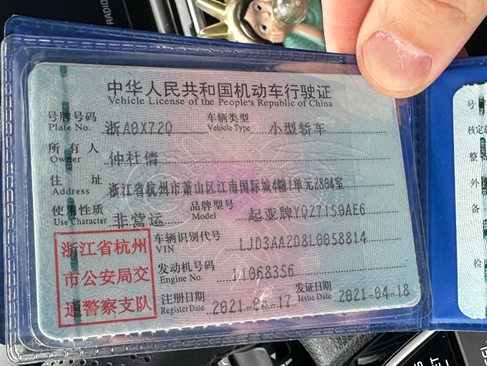 中华人民共和国机动车行驶证
Vehicle License of the People's Republic of China
号牌号码 浙A0X72Q 车辆类型 小型轿车
Plate No. Vehicle Type
所有人 仲杜倩
Owner
住址 浙江省杭州市萧山区江南国际城4幢1单元2804室
Address
使用性质 非营运 品牌型号 起亚牌YQZ7159AE6
Use Character Model
浙江省杭州
市公安局交
通警察支队
车辆识别代号 LJD3AA2D8L0058814
VIN
发动机号码 11068356
Engine No.
注册日期 2021-04-17 发证日期 2021-04-18
Register Date Issue Date
核定
整
外
备
检